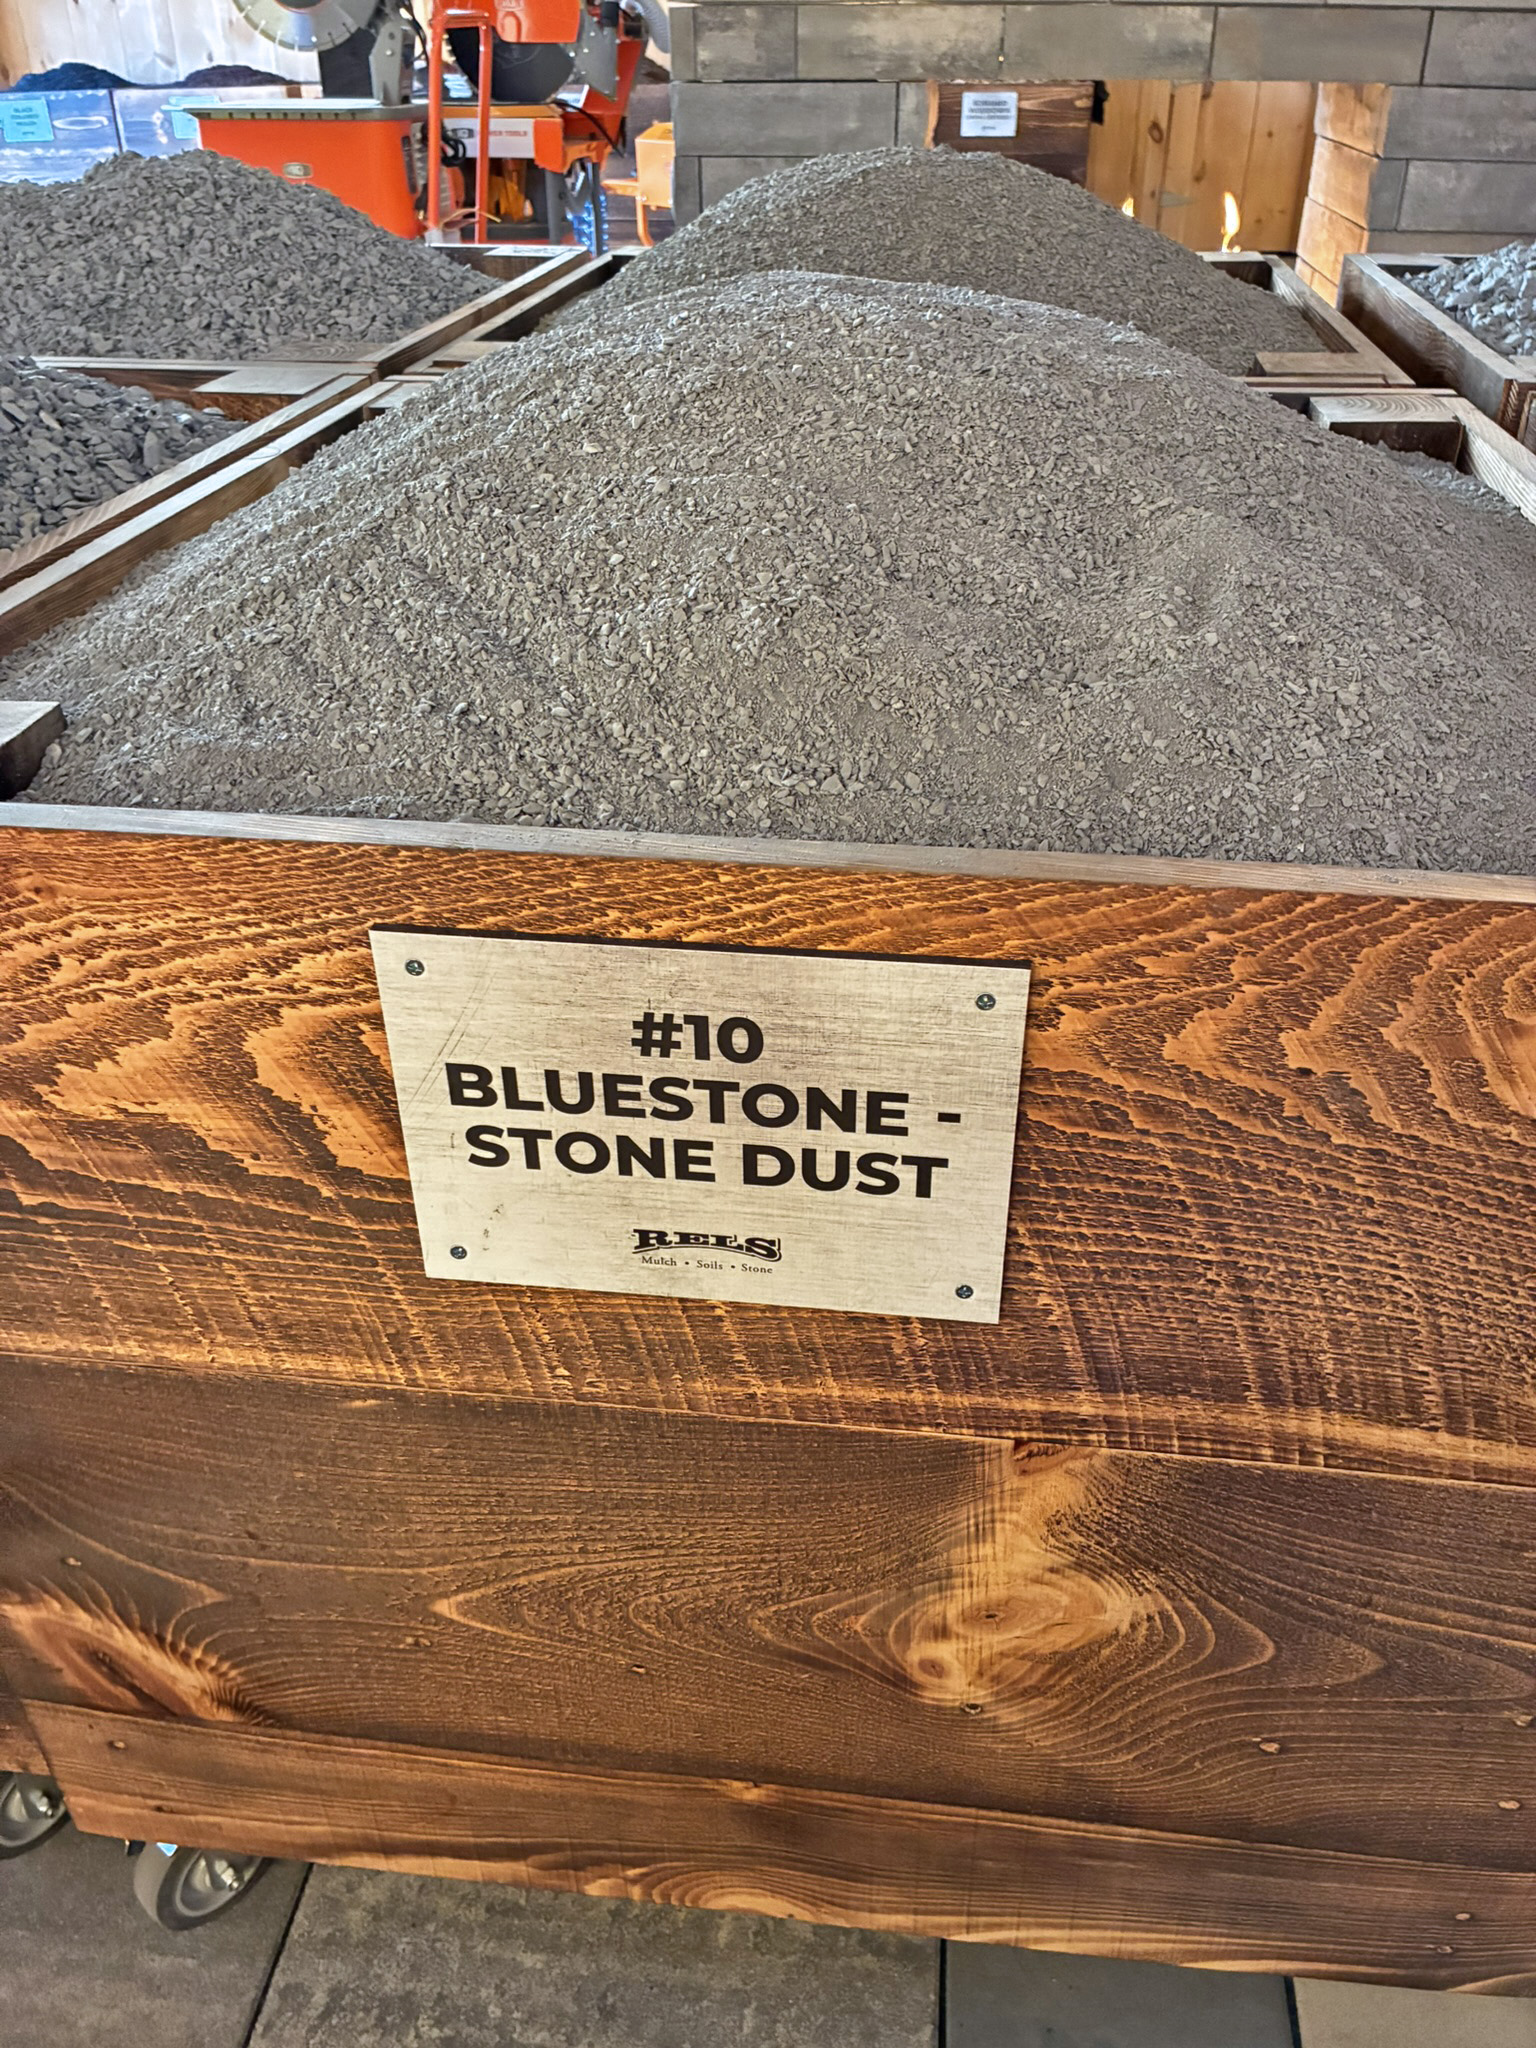 #10
BLUESTONE -
STONE DUST
RELS
Mulch • Soils • Stone